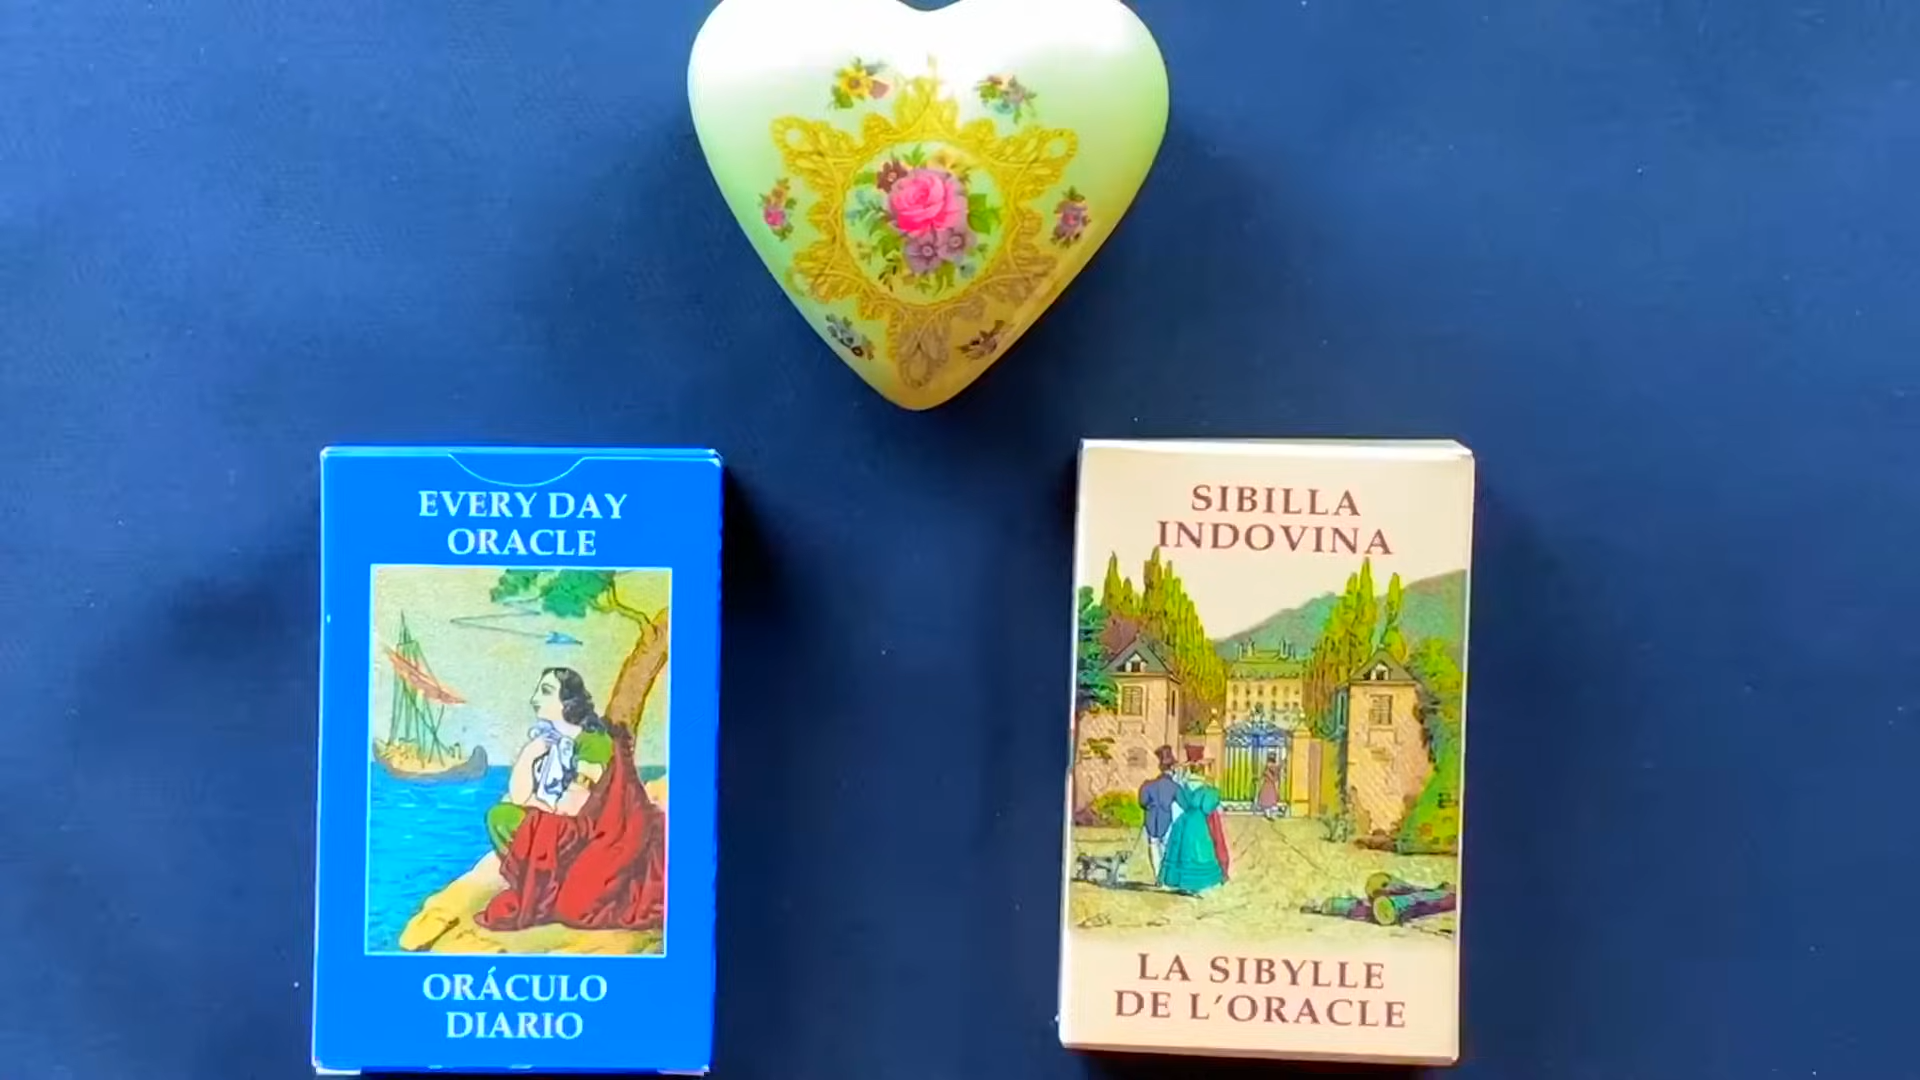 EVERY DAY
ORACLE
ORÁCULO
DIARIO
SIBILLA
INDOVINA
LA SIBYLLE
DE L'ORACLE